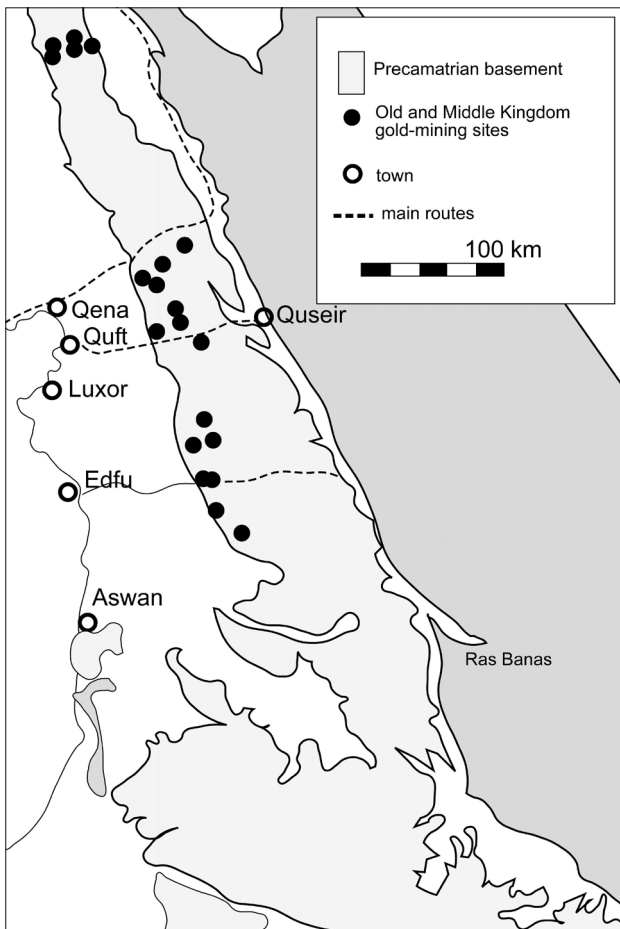 Precamatrian basement
Old and Middle Kingdom
gold-mining sites
town
main routes
100 km
Qena
Quseir
Quft
Luxor
Edfu
Aswan
Ras Banas